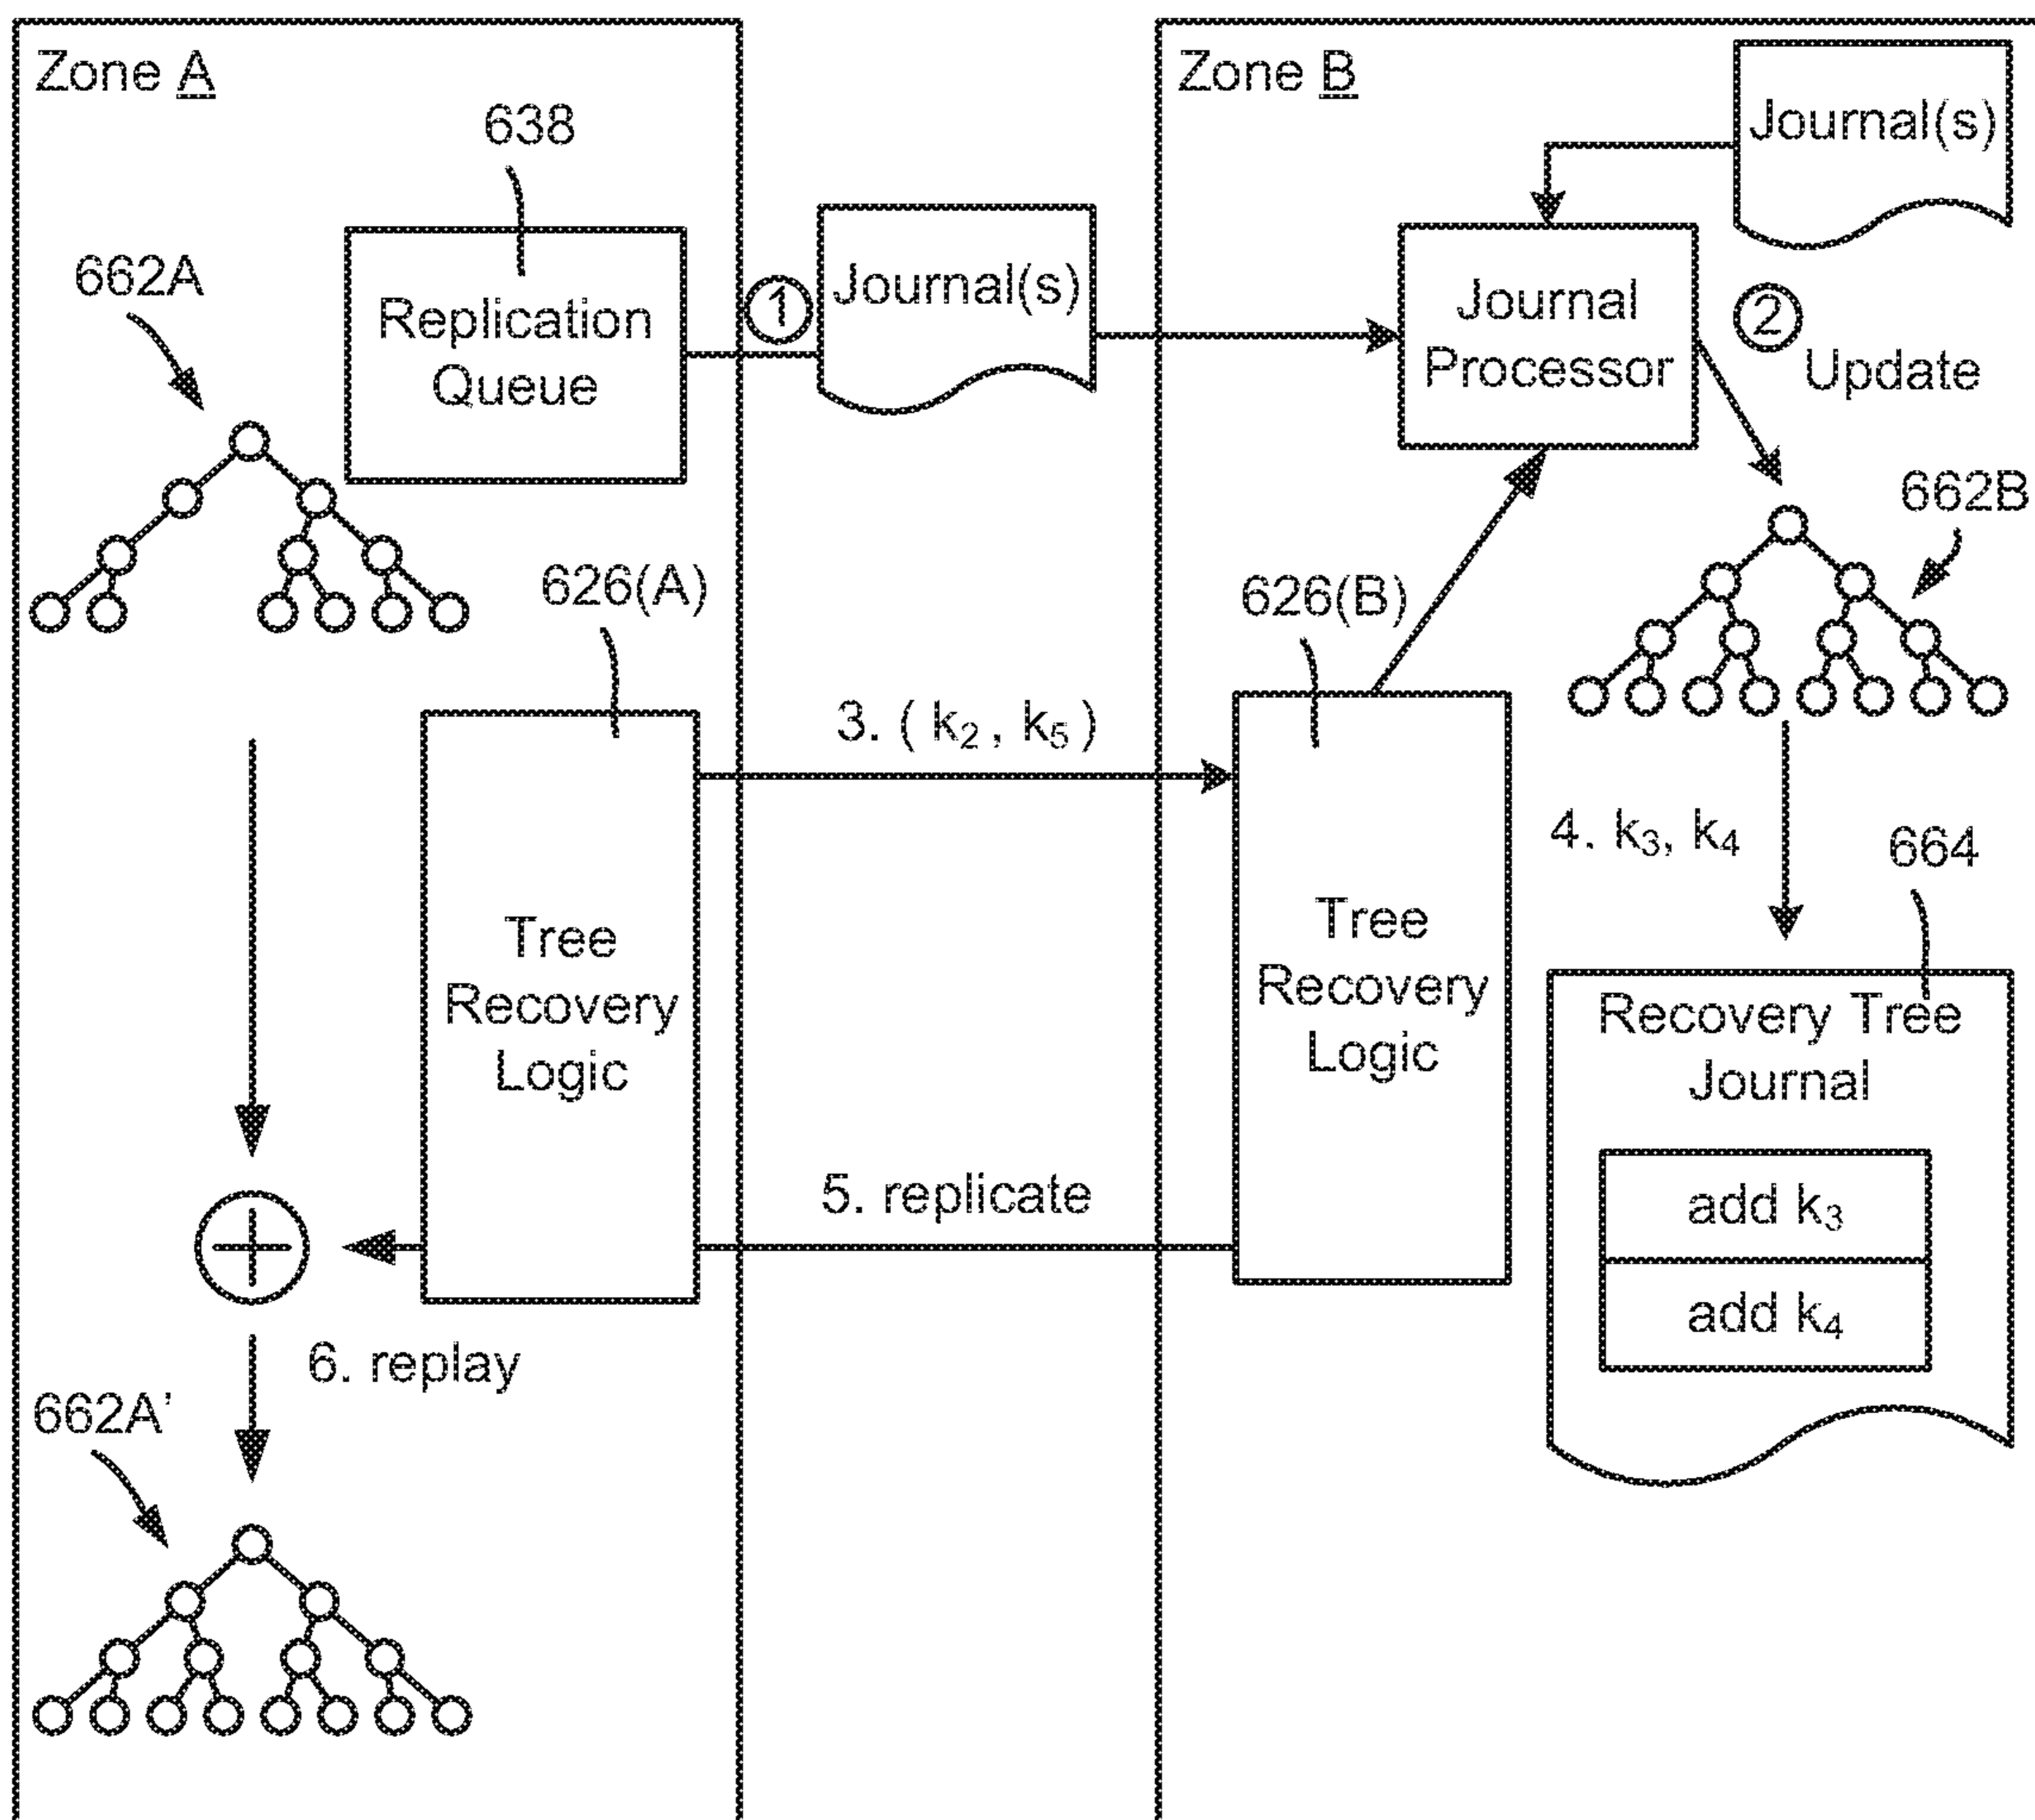 Zone A
638
662A
Replication
Queue
1
Journal(s)
Zone B
Journal(s)
Journal
Processor
2
Update
662B
626(A)
626(B)
3. ( k₂ , k₅ )
4. k₃, k₄
664
Tree
Recovery
Logic
Tree
Recovery
Logic
Recovery Tree
Journal
add k₃
add k₄
5. replicate
6. replay
662A’